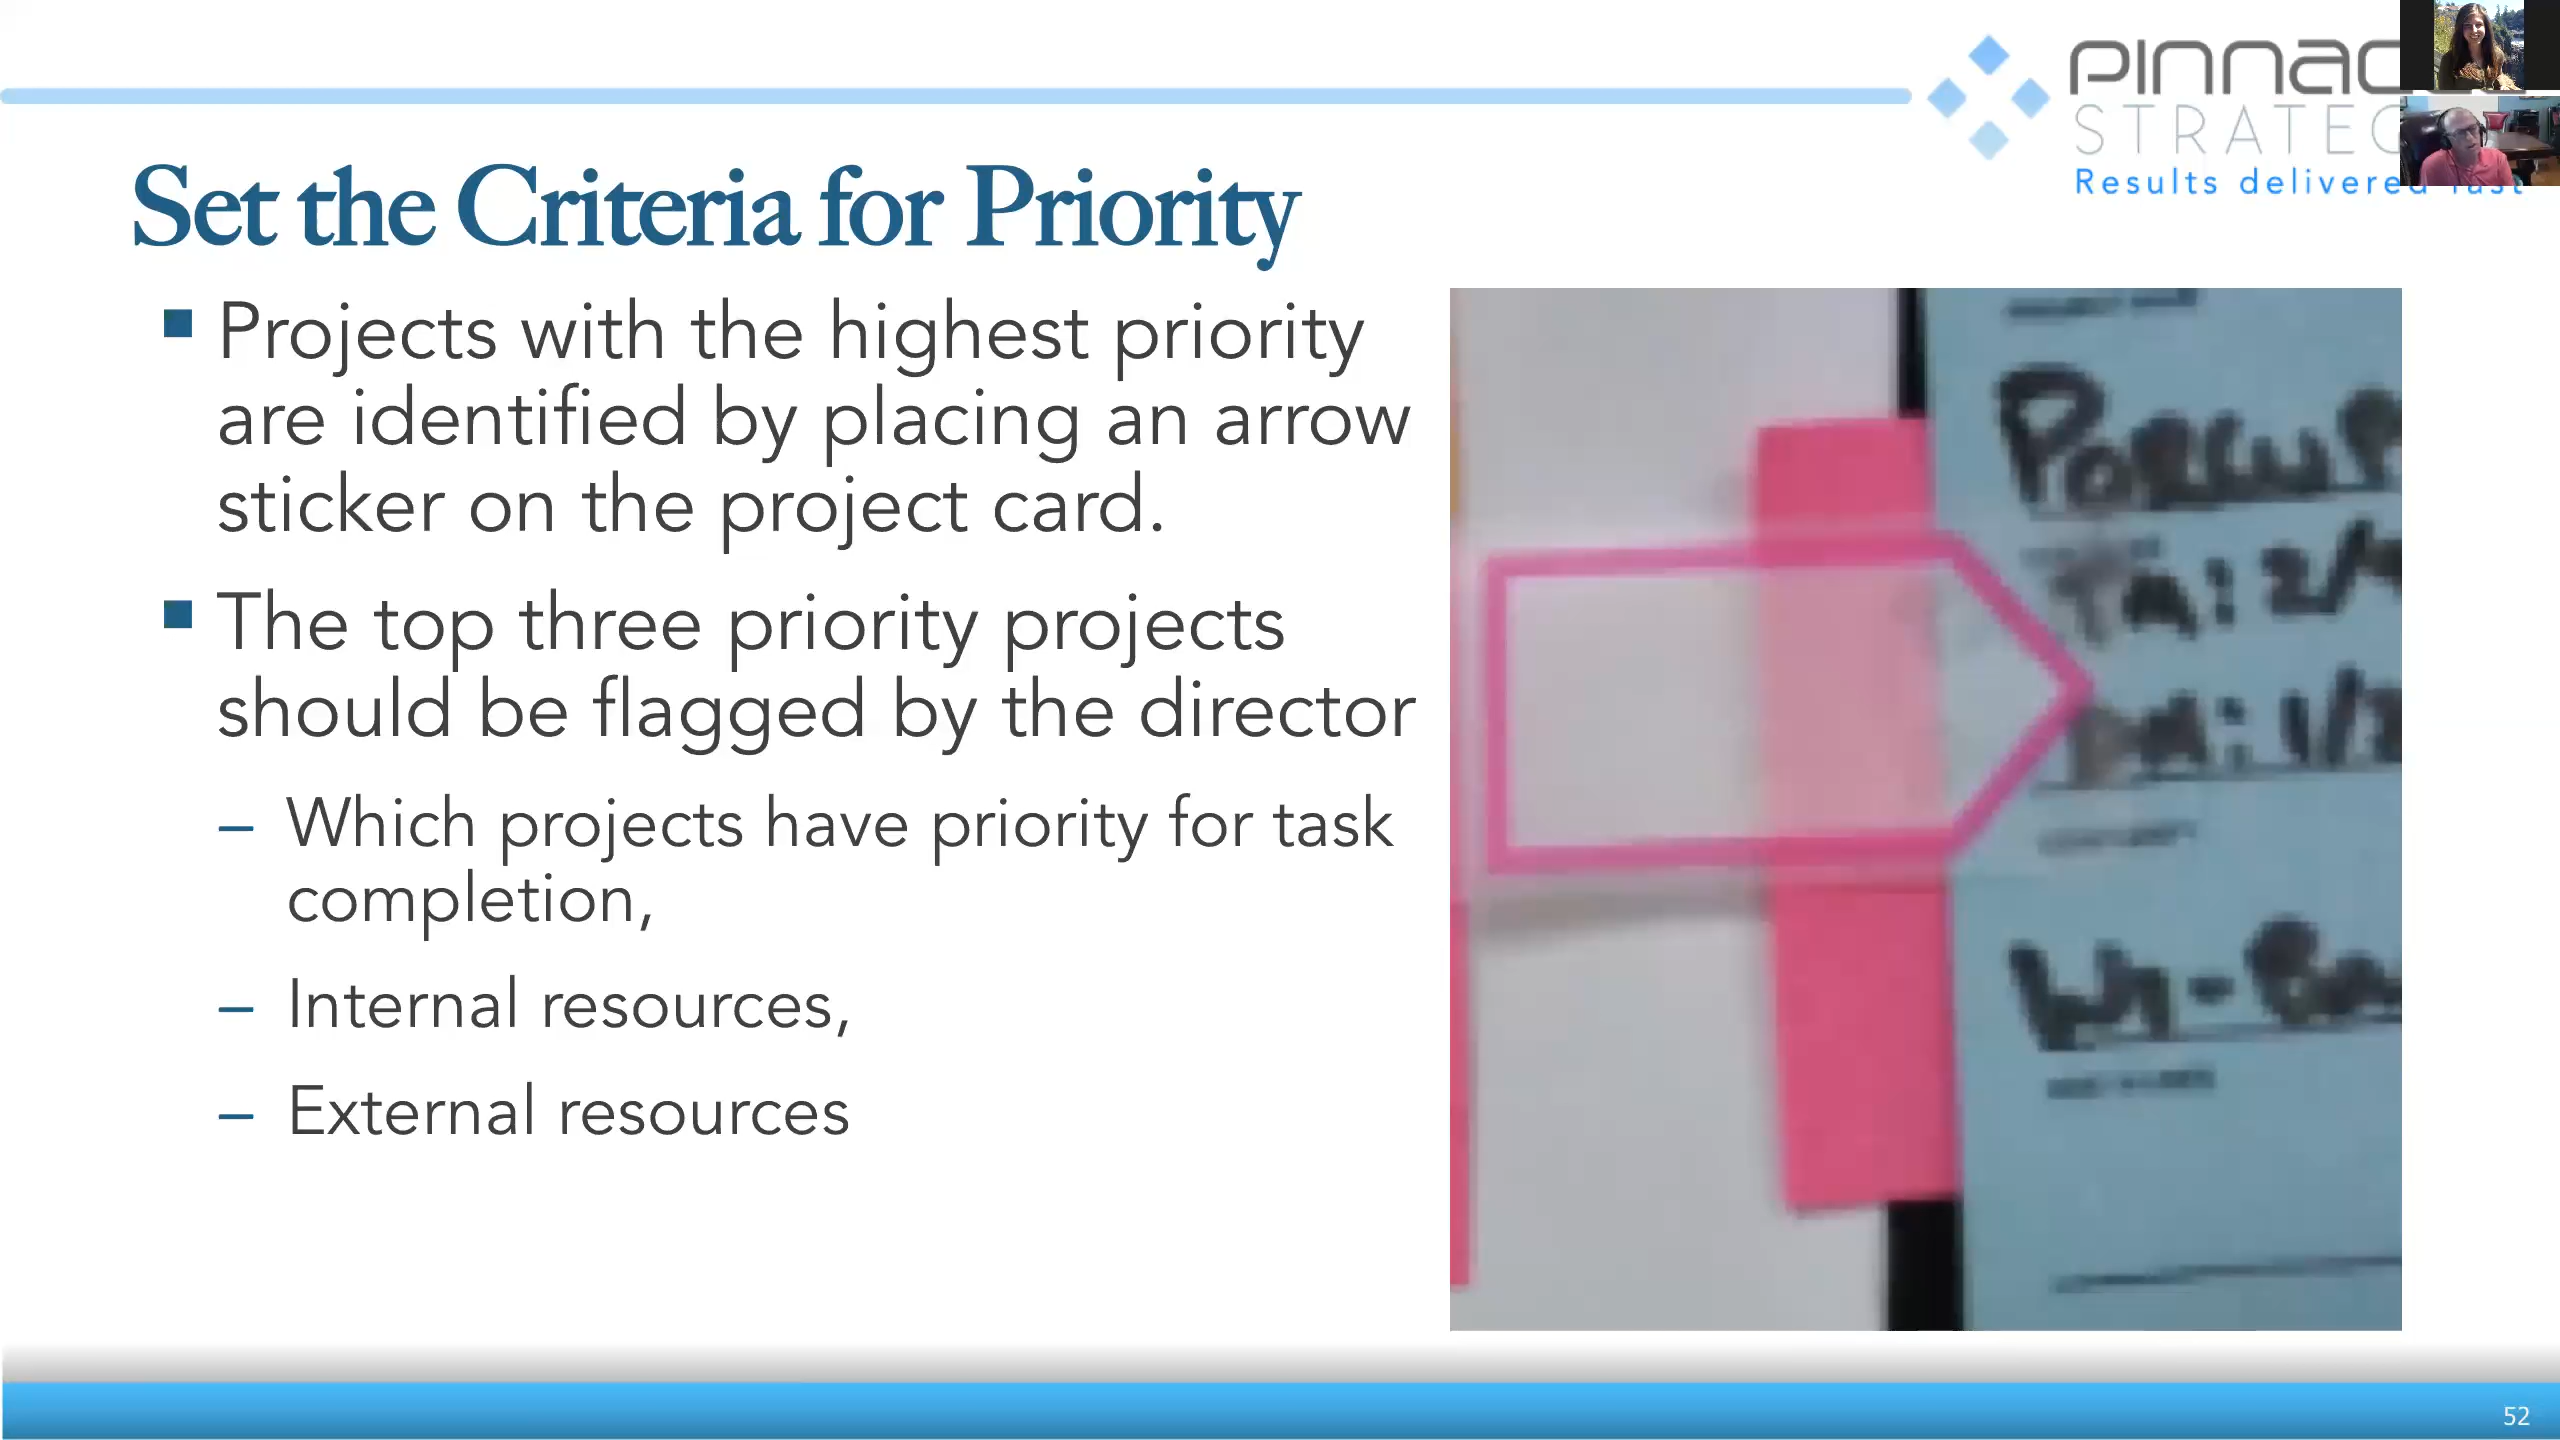 Set the Criteria for Priority
Projects with the highest priority
are identified by placing an arrow
sticker on the project card.
The top three priority projects
should be flagged by the director
– Which projects have priority for task
completion,
– Internal resources,
– External resources
Results delivered
52